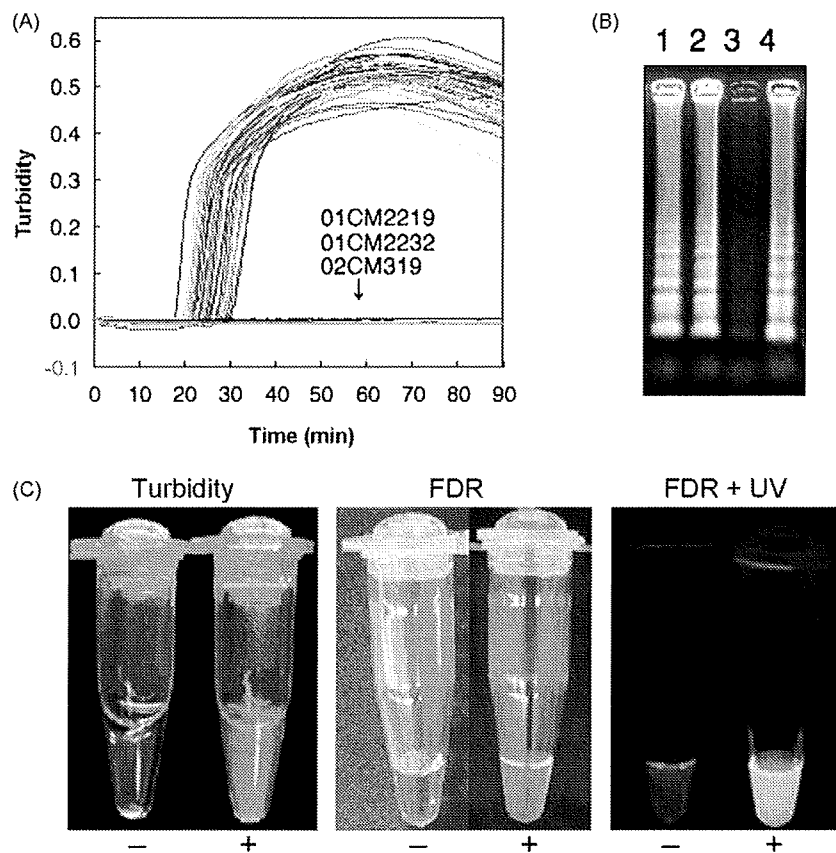 (A)
0.6
0.5
0.4
0.3
0.2
0.1
0.0
-0.1
Turbidity
01CM2219
01CM2232
02CM319
↓
0 10 20 30 40 50 60 70 80 90
Time (min)
(B)
1 2 3 4
(C)
Turbidity FDR FDR + UV
– + – + – +